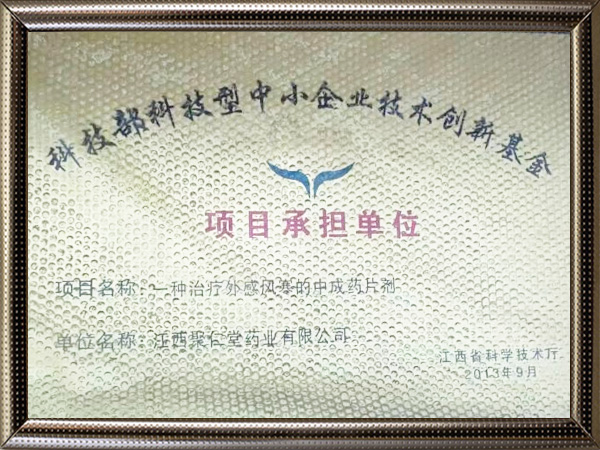 科技部科技型中小企业技术创新基金
项目承担单位
项目名称：一种治疗外感风寒的中成药片剂
单位名称：江西聚仁堂药业有限公司
江西省科学技术厅
2013年9月